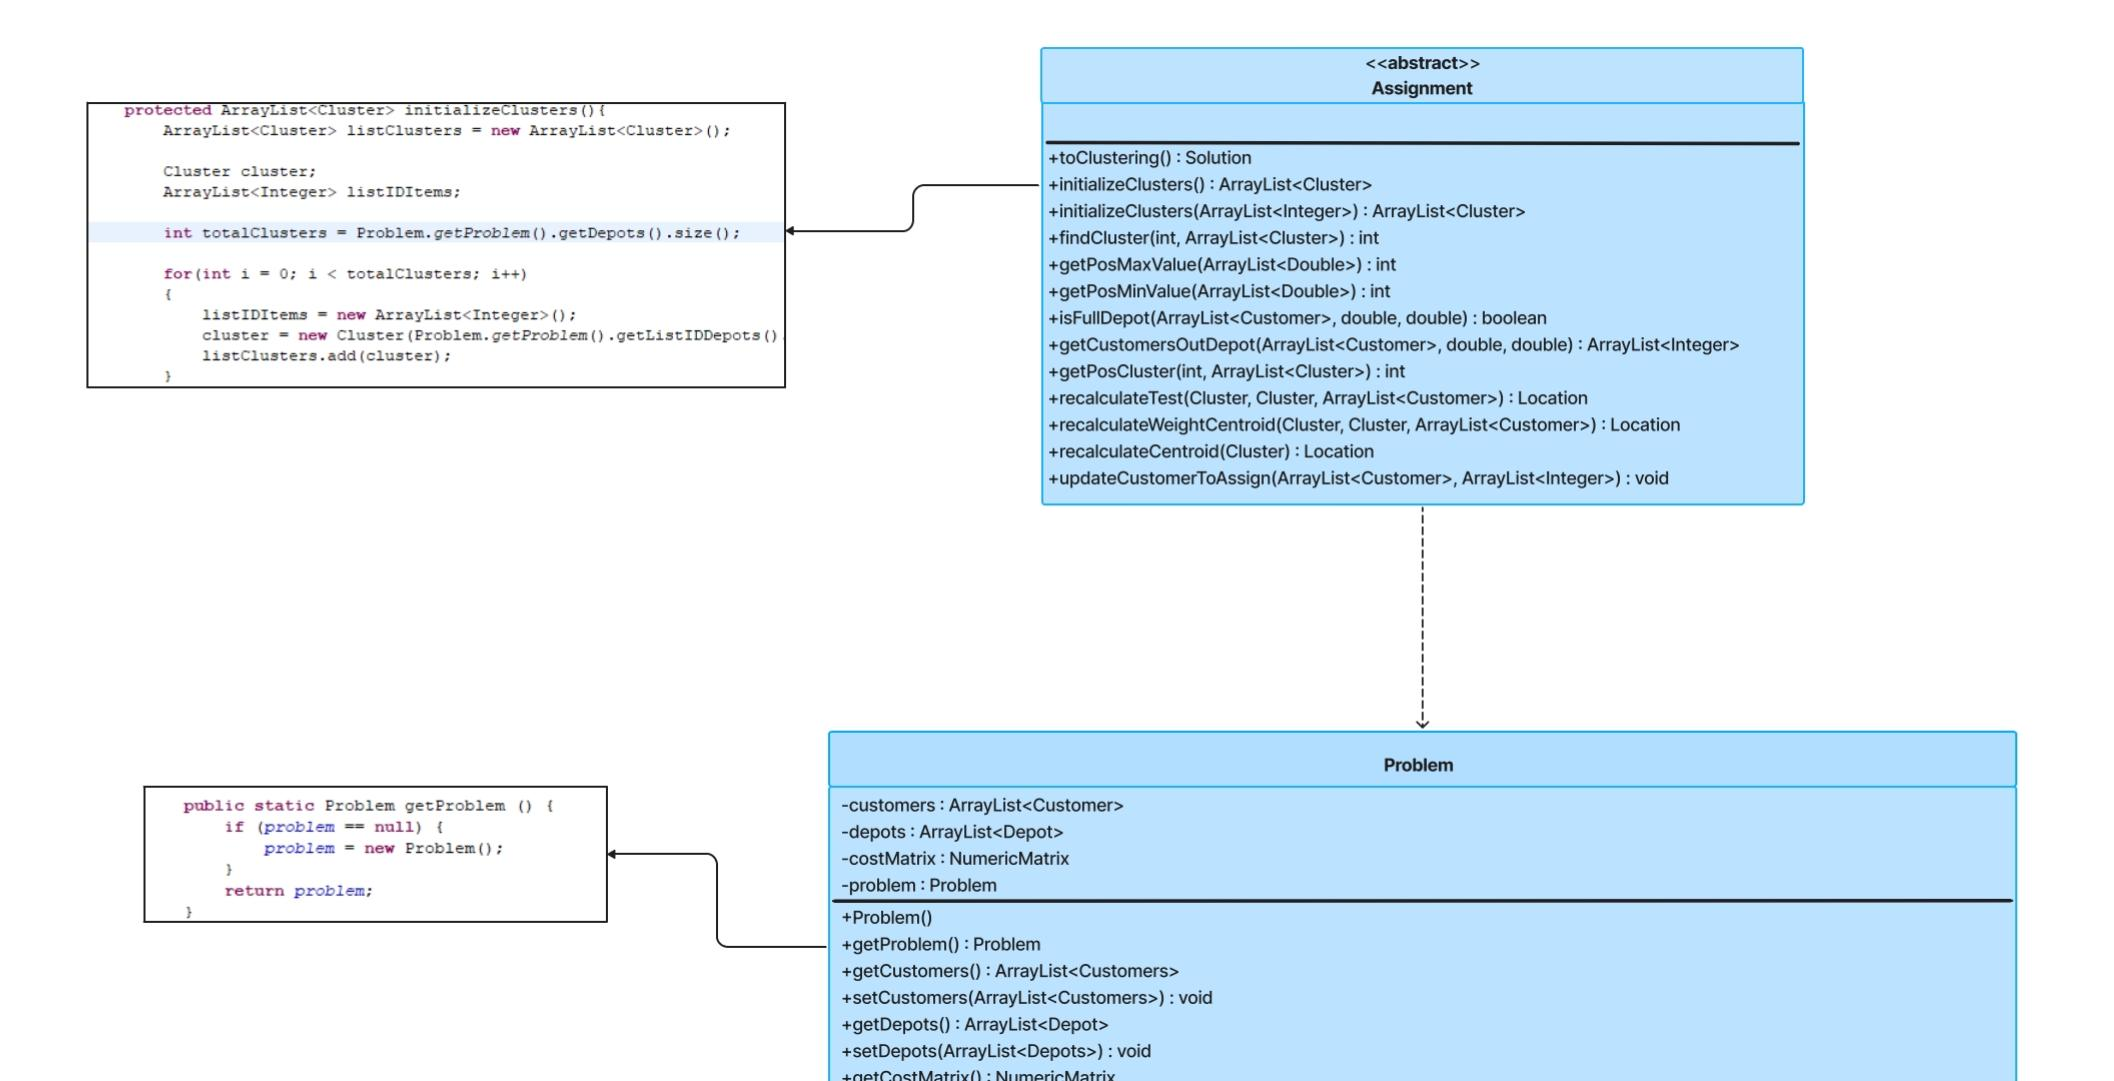 <<abstract>>
Assignment
+toClustering() : Solution
+initializeClusters() : ArrayList<Cluster>
+initializeClusters(ArrayList<Integer>) : ArrayList<Cluster>
+findCluster(int, ArrayList<Cluster>) : int
+getPosMaxValue(ArrayList<Double>) : int
+getPosMinValue(ArrayList<Double>) : int
+isFullDepot(ArrayList<Customer>, double, double) : boolean
+getCustomersOutDepot(ArrayList<Customer>, double, double) : ArrayList<Integer>
+getPosCluster(int, ArrayList<Cluster>) : int
+recalculateTest(Cluster, Cluster, ArrayList<Customer>) : Location
+recalculateWeightCentroid(Cluster, Cluster, ArrayList<Customer>) : Location
+recalculateCentroid(Cluster) : Location
+updateCustomerToAssign(ArrayList<Customer>, ArrayList<Integer>) : void
protected ArrayList<Cluster> initializeClusters(){
ArrayList<Cluster> listClusters = new ArrayList<Cluster>();
Cluster cluster;
ArrayList<Integer> listIDItems;
int totalClusters = Problem.getProblem().getDepots().size();
for(int i = 0; i < totalClusters; i++)
{
listIDItems = new ArrayList<Integer>();
cluster = new Cluster(Problem.getProblem().getListIDDepots().
listClusters.add(cluster);
}
Problem
-customers : ArrayList<Customer>
-depots : ArrayList<Depot>
-costMatrix : NumericMatrix
-problem : Problem
+Problem()
+getProblem() : Problem
+getCustomers() : ArrayList<Customers>
+setCustomers(ArrayList<Customers>) : void
+getDepots() : ArrayList<Depot>
+setDepots(ArrayList<Depots>) : void
+getCostMatrix() : NumericMatrix
public static Problem getProblem () {
if (problem == null) {
problem = new Problem();
}
return problem;
}